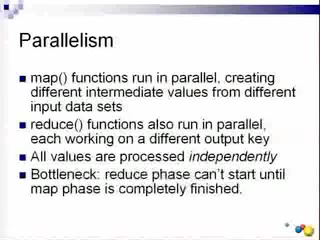 Parallelism
map() functions run in parallel, creating
different intermediate values from different
input data sets
reduce() functions also run in parallel,
each working on a different output key
All values are processed independently
Bottleneck: reduce phase can't start until
map phase is completely finished.